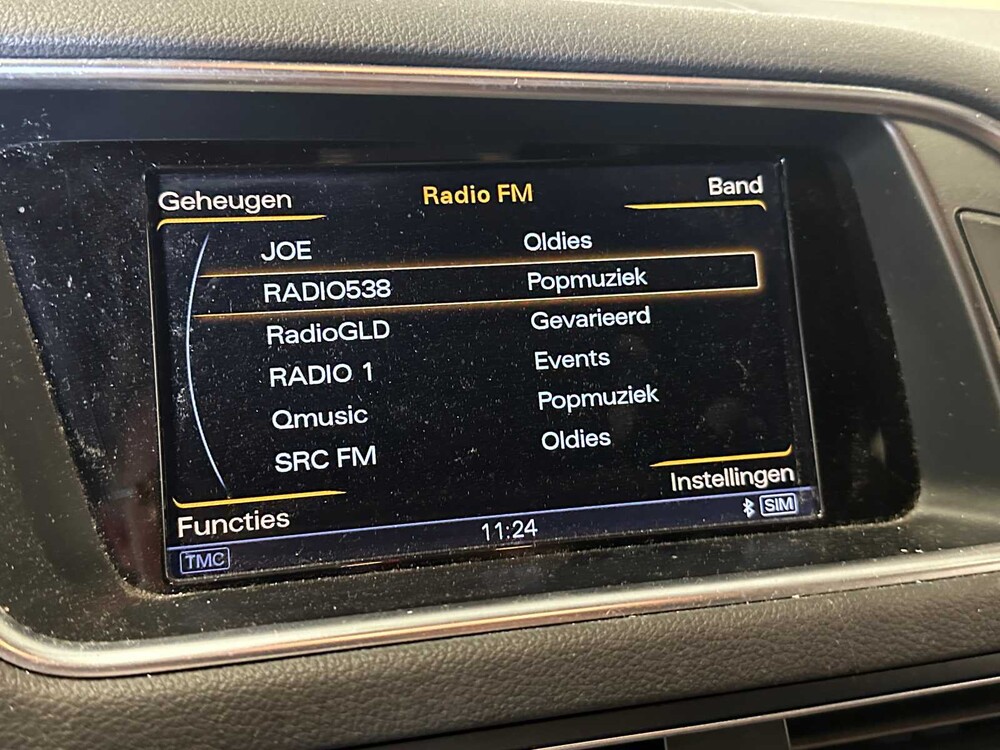 Geheugen Radio FM Band
JOE Oldies
RADIO538 Popmuziek
RadioGLD Gevarieerd
RADIO 1 Events
Qmusic Popmuziek
SRC FM Oldies
Functies Instellingen
TMC 11:24 SIM